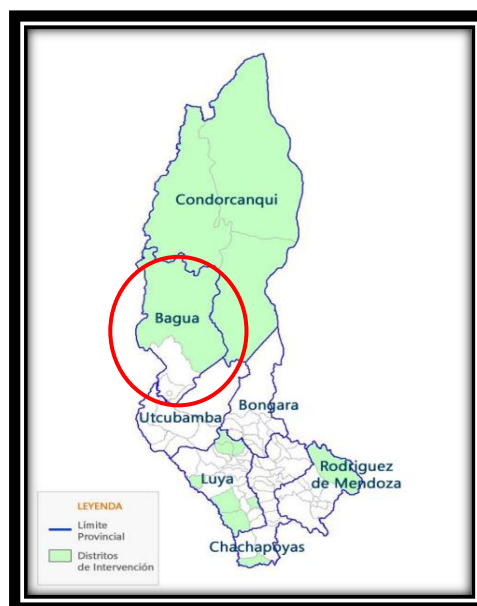 Condorcanqui
Bagua
Utcubamba
Bongara
Luya
Rodriguez
de Mendoza
Chachapoyas
LEYENDA
Límite
Provincial
Distritos
de Intervención